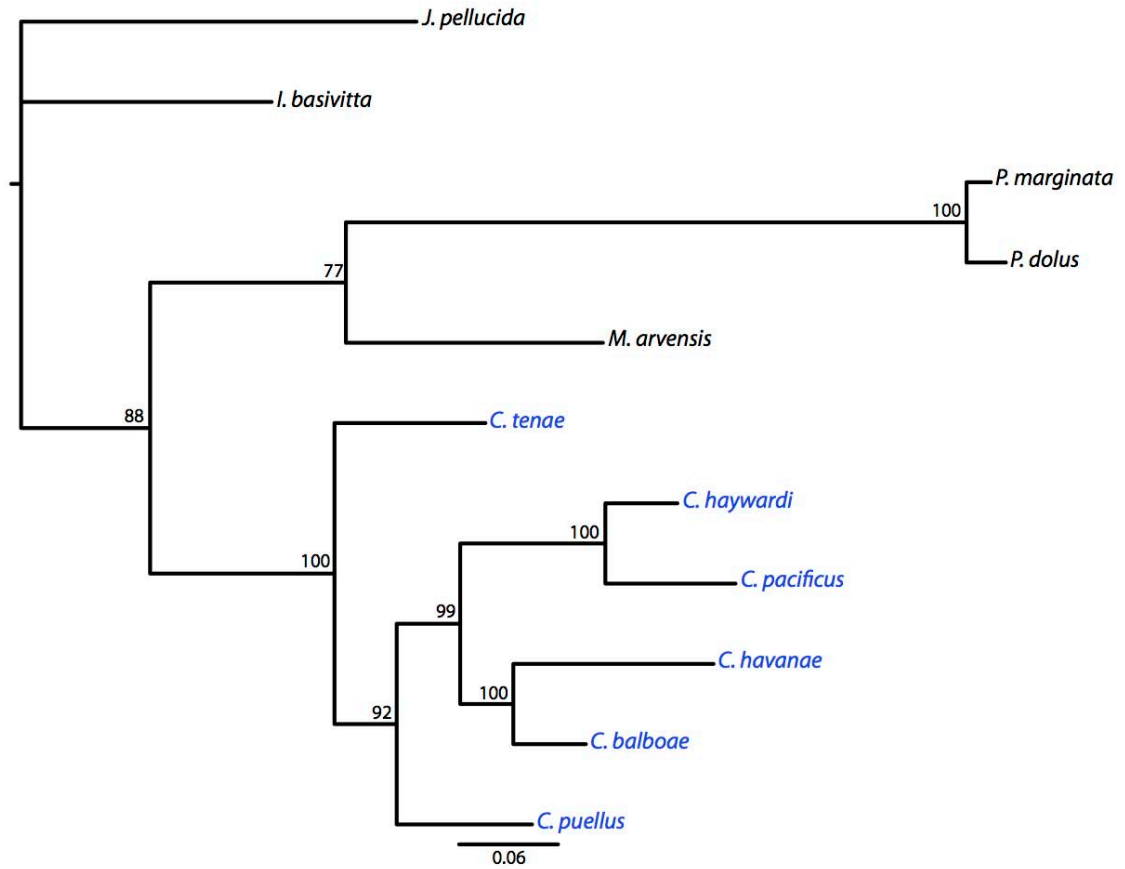 J. pellucida
I. basivitta
P. marginata
100
P. dolus
77
M. arvensis
88
C. tenae
C. haywardi
100
100
C. pacificus
99
C. havanae
100
92
C. balboae
C. puellus
0.06